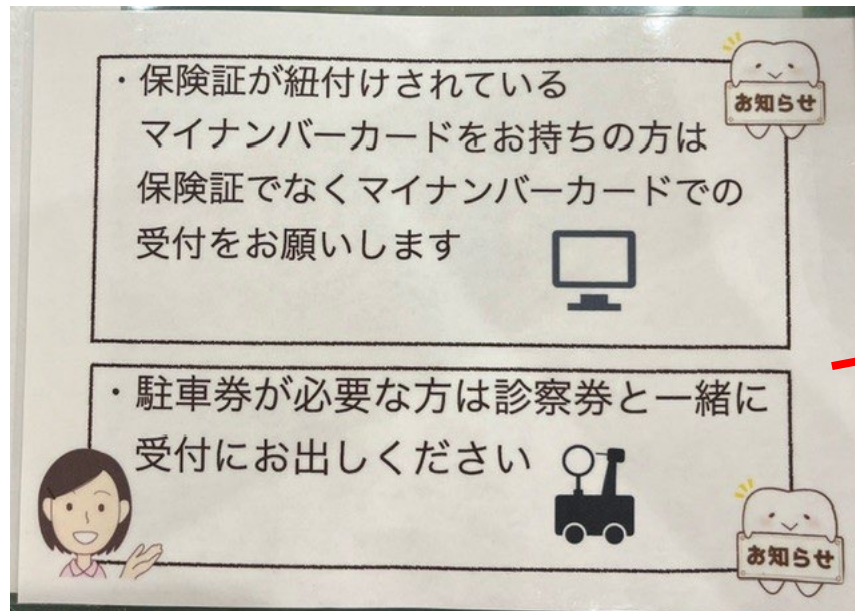 ・保険証が紐付けされている
マイナンバーカードをお持ちの方は
保険証でなくマイナンバーカードでの
受付をお願いします
お知らせ
・駐車券が必要な方は診察券と一緒に
受付にお出しください
お知らせ